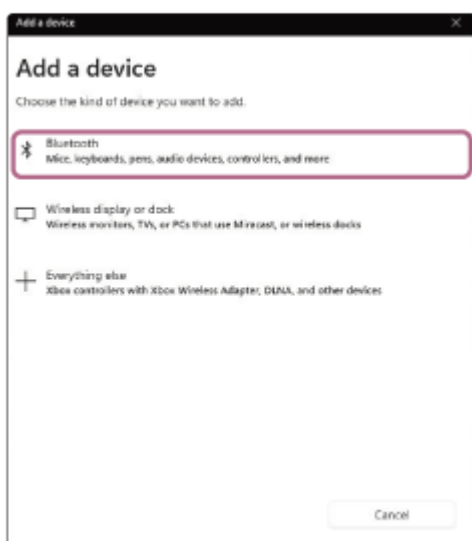 Add a device
Add a device
Choose the kind of device you want to add.
Bluetooth
Mice, keyboards, pens, audio devices, controllers, and more
Wireless display or dock
Wireless monitors, TVs, or PCs that use Miracast, or wireless docks
Everything else
Xbox controllers with Xbox Wireless Adapter, DLNA, and other devices
Cancel